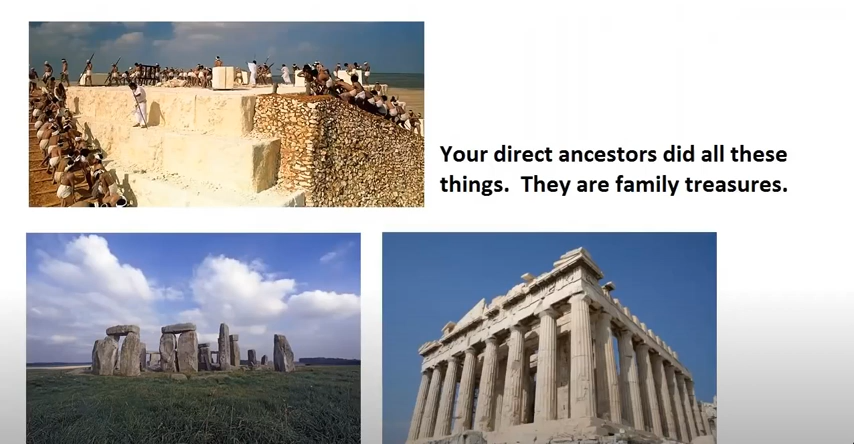 Your direct ancestors did all these
things.  They are family treasures.